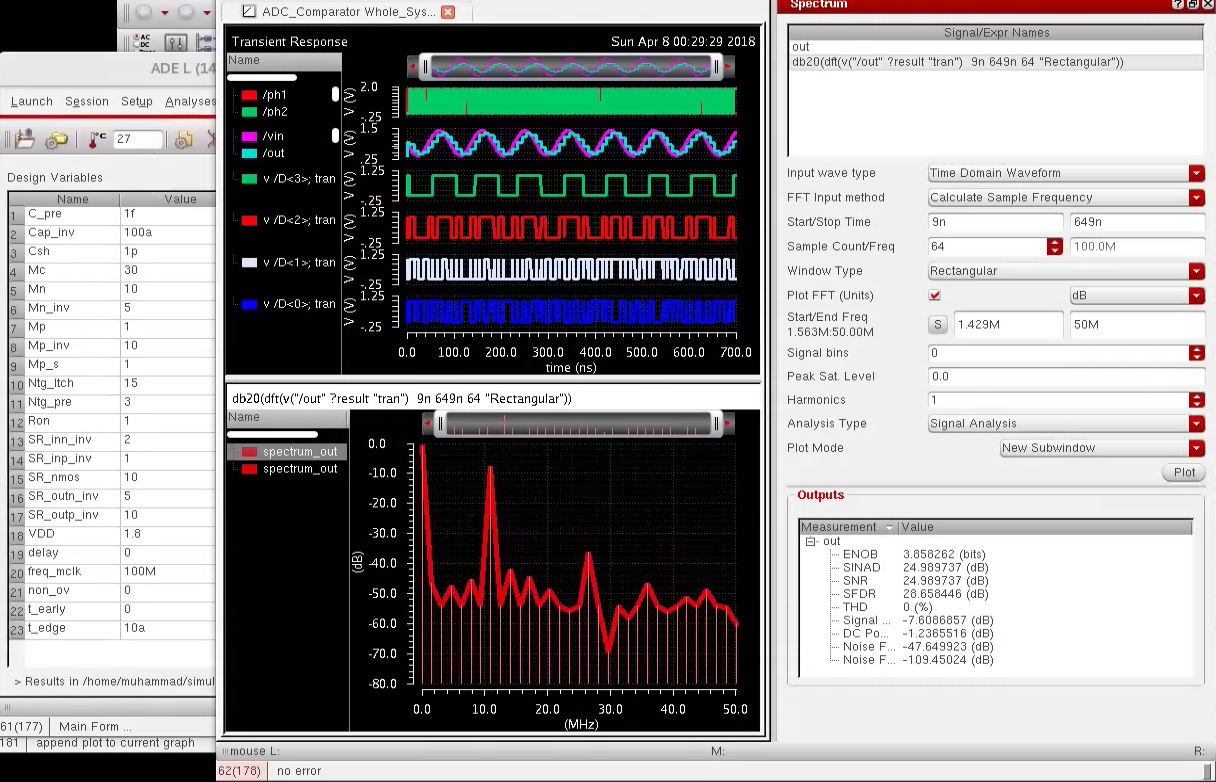 ADC_Comparator Whole_Sys...
Spectrum
ADE L (14
Launch Session Setup Analyses
27
Design Variables
Name Value
1 C_pre 1f
2 Cap_inv 100a
3 Csh 1p
4 Mc 30
5 Mn 10
6 Mn_inv 5
7 Mp 1
8 Mp_inv 10
9 Mp_s 1
10 Ntg_ltch 15
11 Ntg_pre 3
12 Ron 1
13 SR_inn_inv 2
14 SR_inp_inv 1
15 SR_nmos 10
16 SR_outn_inv 5
17 SR_outp_inv 10
18 VDD 1.8
19 delay 0
20 freq_mclk 100M
21 non_ov 0
22 t_early 0
23 t_edge 10a
> Results in /home/muhammad/simul
61(177) Main Form ...
181 append plot to current graph
Transient Response Sun Apr 8 00:29:29 2018
Name
/ph1
/ph2
/vin
/out
v /D<3>; tran
v /D<2>; tran
v /D<1>; tran
v /D<0>; tran
V (V)
2.0
-.25
V (V)
1.5
.25
V (V)
1.25
-.25
V (V)
1.25
-.25
V (V)
1.25
-.25
V (V)
1.25
-.25
0.0 100.0 200.0 300.0 400.0 500.0 600.0 700.0
time (ns)
db20(dft(v("/out" ?result "tran") 9n 649n 64 "Rectangular"))
Name
spectrum_out
spectrum_out
(dB)
0.0
-10.0
-20.0
-30.0
-40.0
-50.0
-60.0
-70.0
-80.0
0.0 10.0 20.0 30.0 40.0 50.0
(MHz)
mouse L: M: R:
62(178) no error
Signal/Expr Names
out
db20(dft(v("/out" ?result "tran") 9n 649n 64 "Rectangular"))
Input wave type Time Domain Waveform
FFT Input method Calculate Sample Frequency
Start/Stop Time 9n 649n
Sample Count/Freq 64 100.0M
Window Type Rectangular
Plot FFT (Units) dB
Start/End Freq
1.563M:50.00M S 1.429M 50M
Signal bins 0
Peak Sat. Level 0.0
Harmonics 1
Analysis Type Signal Analysis
Plot Mode New Subwindow
Plot
Outputs
Measurement Value
out
ENOB 3.858262 (bits)
SINAD 24.989737 (dB)
SNR 24.989737 (dB)
SFDR 28.658446 (dB)
THD 0 (%)
Signal ... -7.6086857 (dB)
DC Po... -1.2365516 (dB)
Noise F... -47.649923 (dB)
Noise F... -109.45024 (dB)